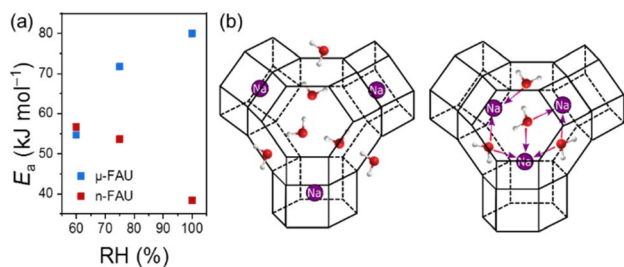 (a)
(b)
80
70
60
50
40
Eₐ (kJ mol⁻¹)
μ-FAU
n-FAU
60 70 80 90 100
RH (%)
Na
Na
Na
Na
Na
Na